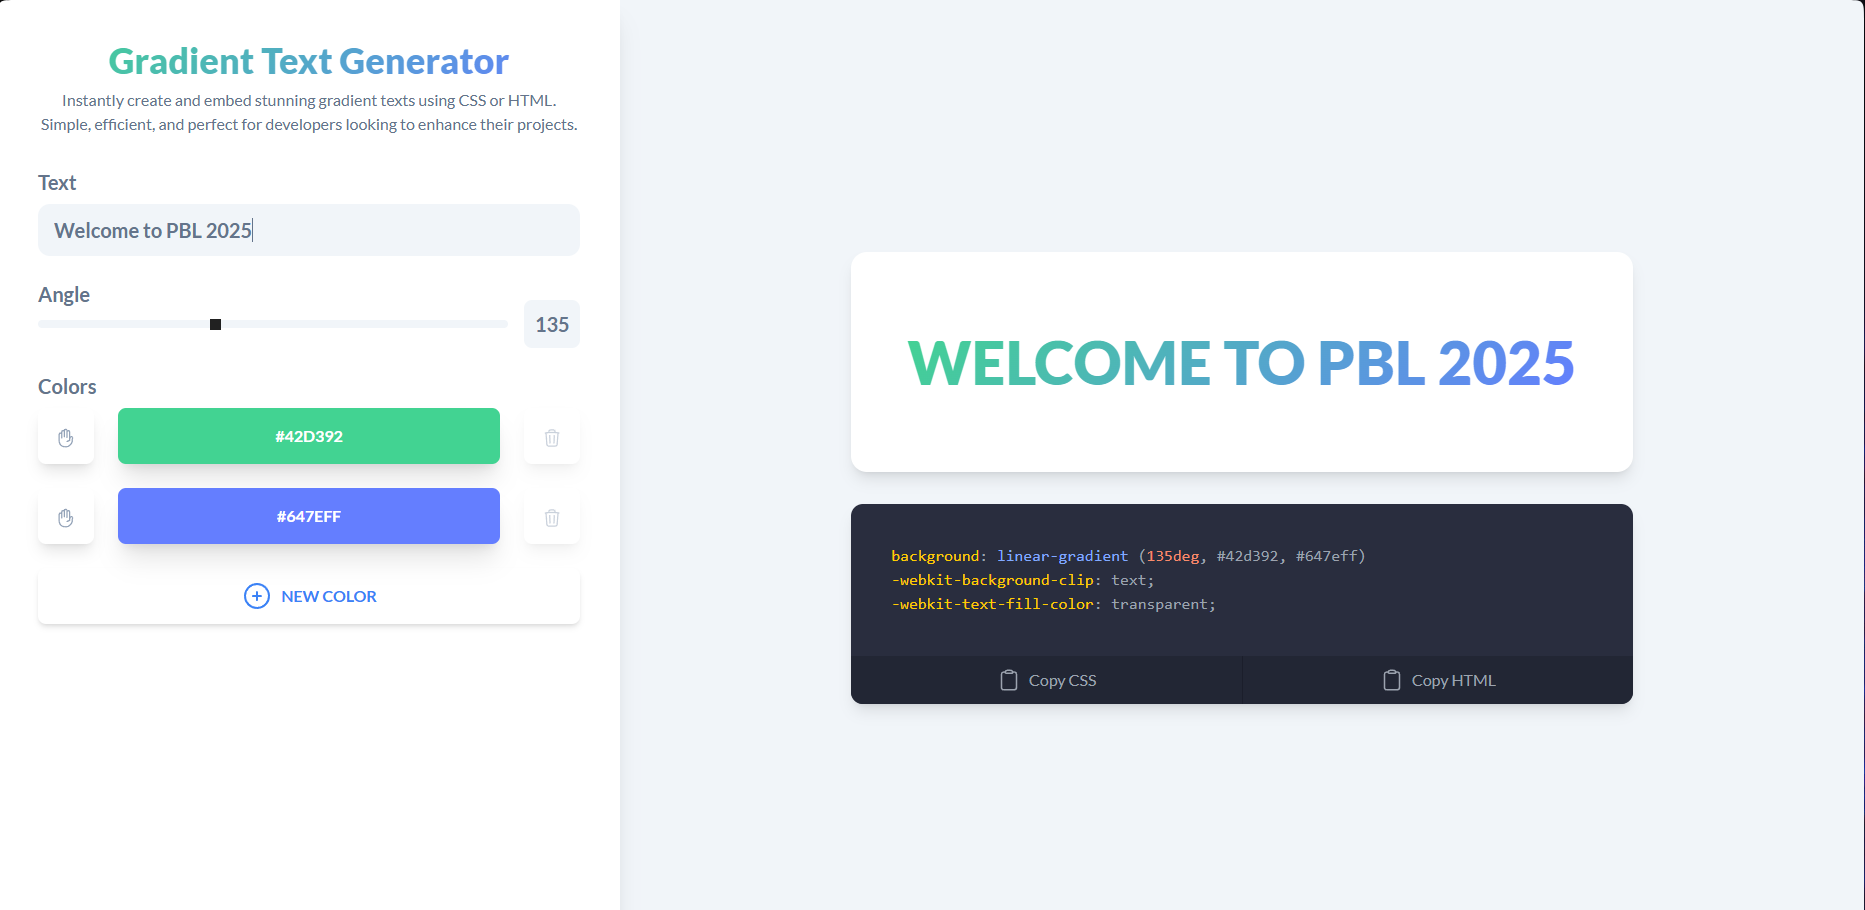 Gradient Text Generator
Instantly create and embed stunning gradient texts using CSS or HTML.
Simple, efficient, and perfect for developers looking to enhance their projects.
Text
Welcome to PBL 2025
Angle
135
Colors
#42D392
#647EFF
NEW COLOR
WELCOME TO PBL 2025
background: linear-gradient (135deg, #42d392, #647eff)
-webkit-background-clip: text;
-webkit-text-fill-color: transparent;
Copy CSS
Copy HTML